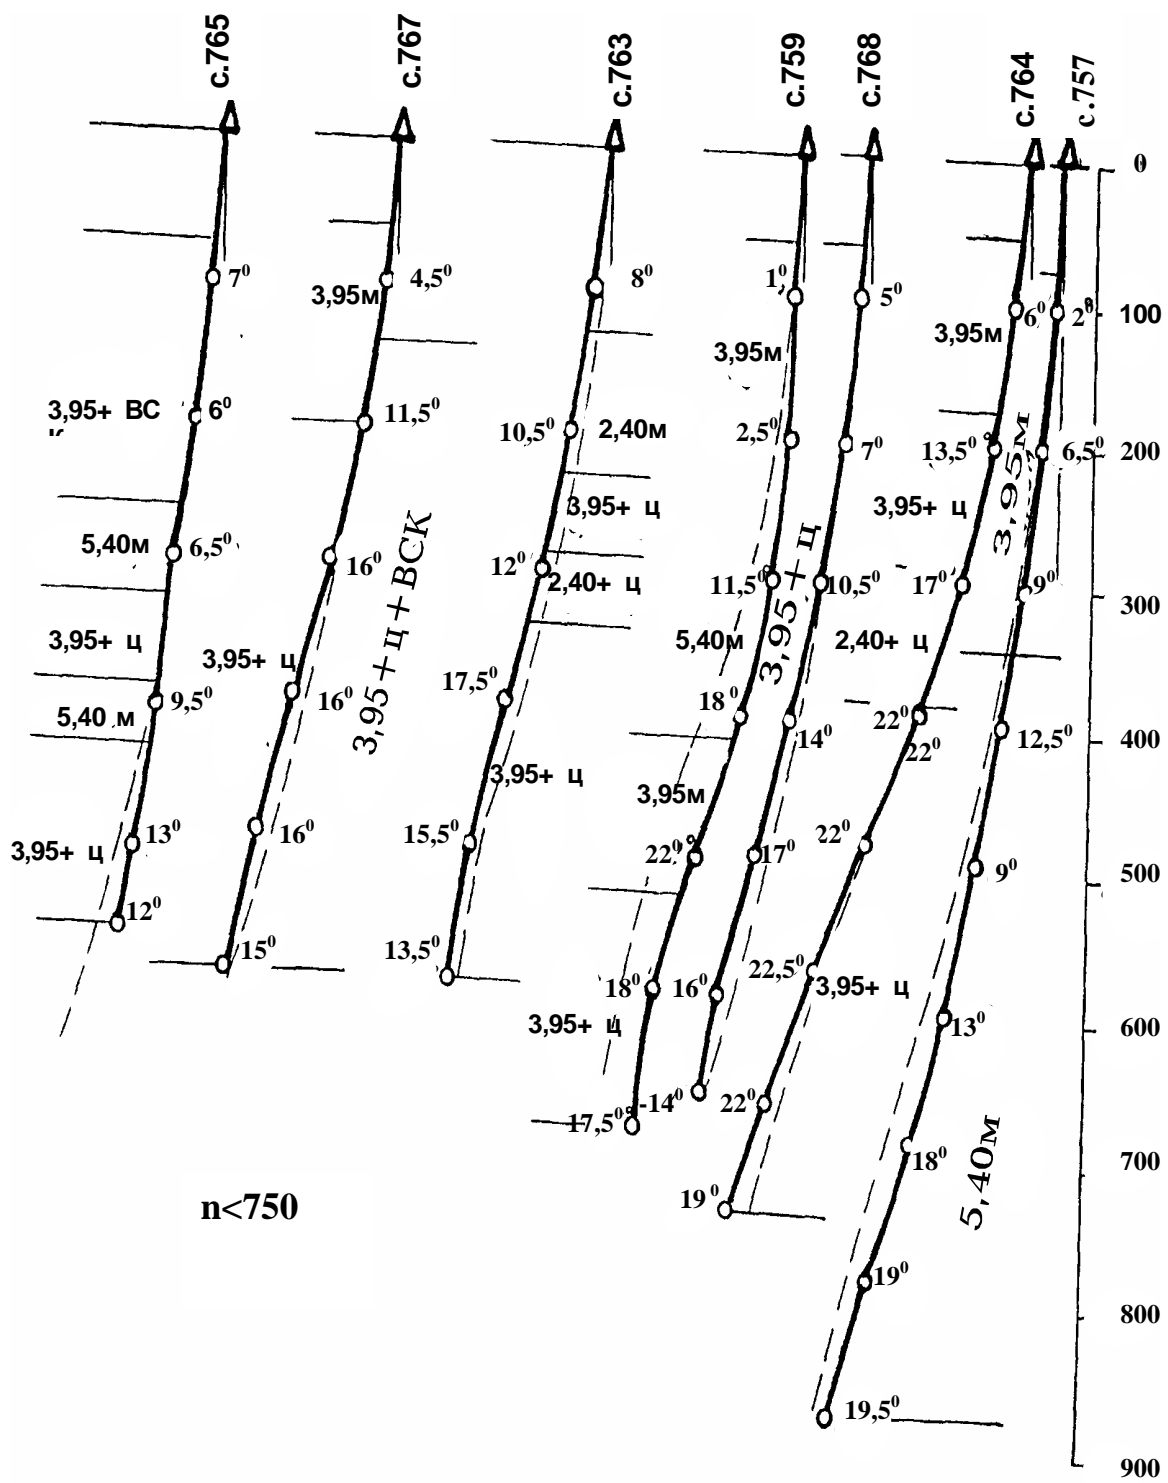 с.765
с.767
с.763
с.759
с.768
с.764
с.757
0
7⁰
4,5⁰
3,95м
8⁰
1⁰
5⁰
6⁰
2⁰
100
3,95м
3,95м
3,95+ ВС
К
6⁰
11,5⁰
10,5⁰
2,40м
2,5⁰
7⁰
13,5⁰
3,95м
6,5⁰
200
3,95+ ц
3,95+ ц
5,40м
6,5⁰
16⁰
3,95+ц+ВСК
12⁰
2,40+ ц
11,5⁰
3,95+ц
10,5⁰
17⁰
9⁰
300
3,95+ ц
3,95+ ц
5,40м
2,40+ ц
9,5⁰
16⁰
17,5⁰
18⁰
5,40 м
14⁰
22⁰
22⁰
12,5⁰
400
3,95+ ц
3,95м
13⁰
16⁰
15,5⁰
22⁰
17⁰
22⁰
9⁰
500
3,95+ ц
12⁰
15⁰
13,5⁰
18⁰
16⁰
22,5⁰
3,95+ ц
3,95+ ц
13⁰
600
17,5⁰
-14⁰
22⁰
18⁰
700
5,40м
19⁰
n<750
19⁰
800
19,5⁰
900